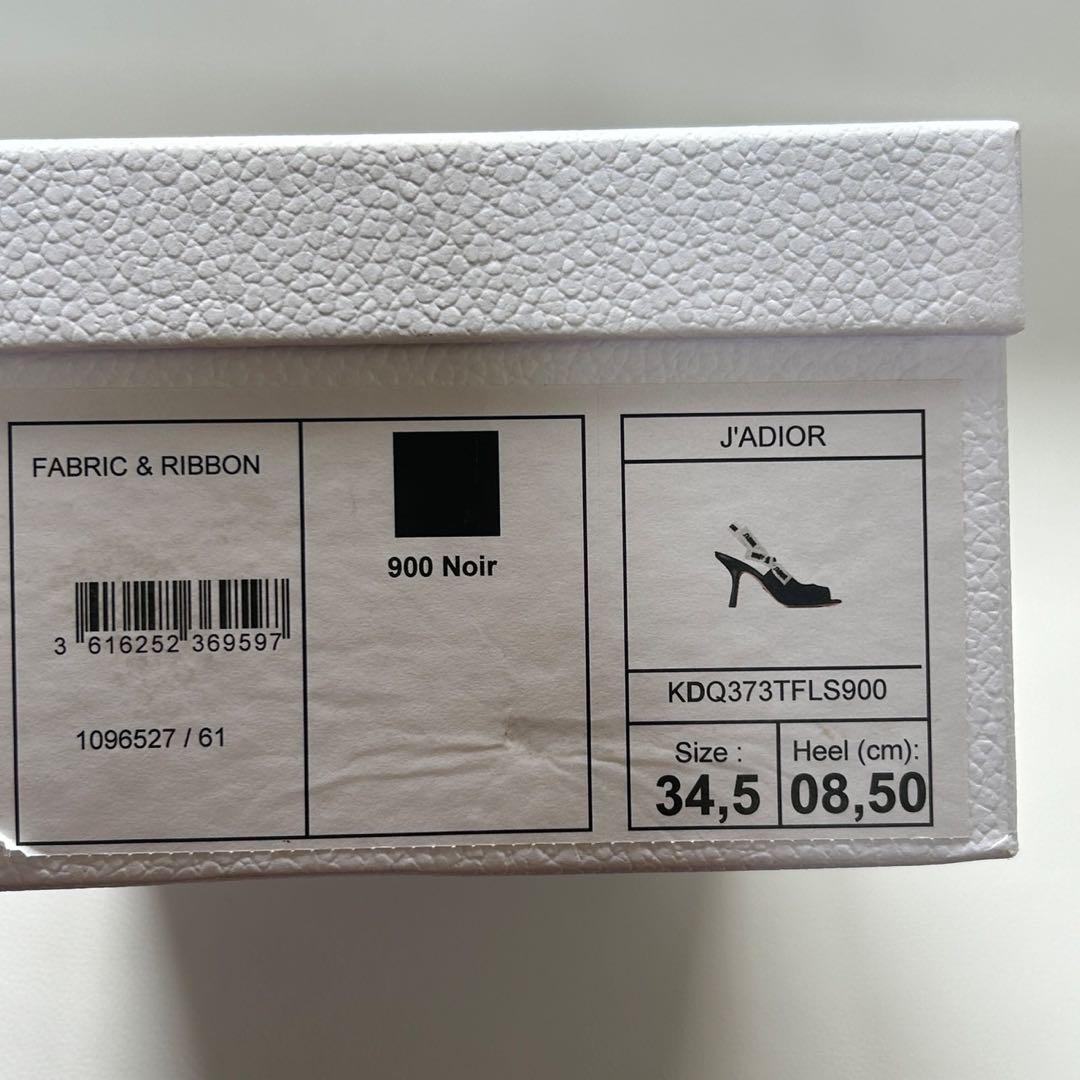 FABRIC & RIBBON
3 616252 369597
1096527 / 61
900 Noir
J'ADIOR
KDQ373TFLS900
Size :
34,5
Heel (cm):
08,50